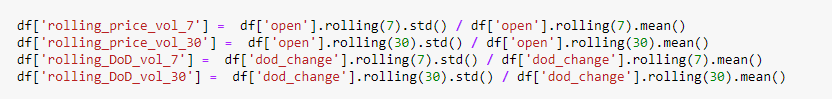 df['rolling_price_vol_7'] =  df['open'].rolling(7).std() / df['open'].rolling(7).mean()
df['rolling_price_vol_30'] =  df['open'].rolling(30).std() / df['open'].rolling(30).mean()
df['rolling_DoD_vol_7'] =  df['dod_change'].rolling(7).std() / df['dod_change'].rolling(7).mean()
df['rolling_DoD_vol_30'] =  df['dod_change'].rolling(30).std() / df['dod_change'].rolling(30).mean()